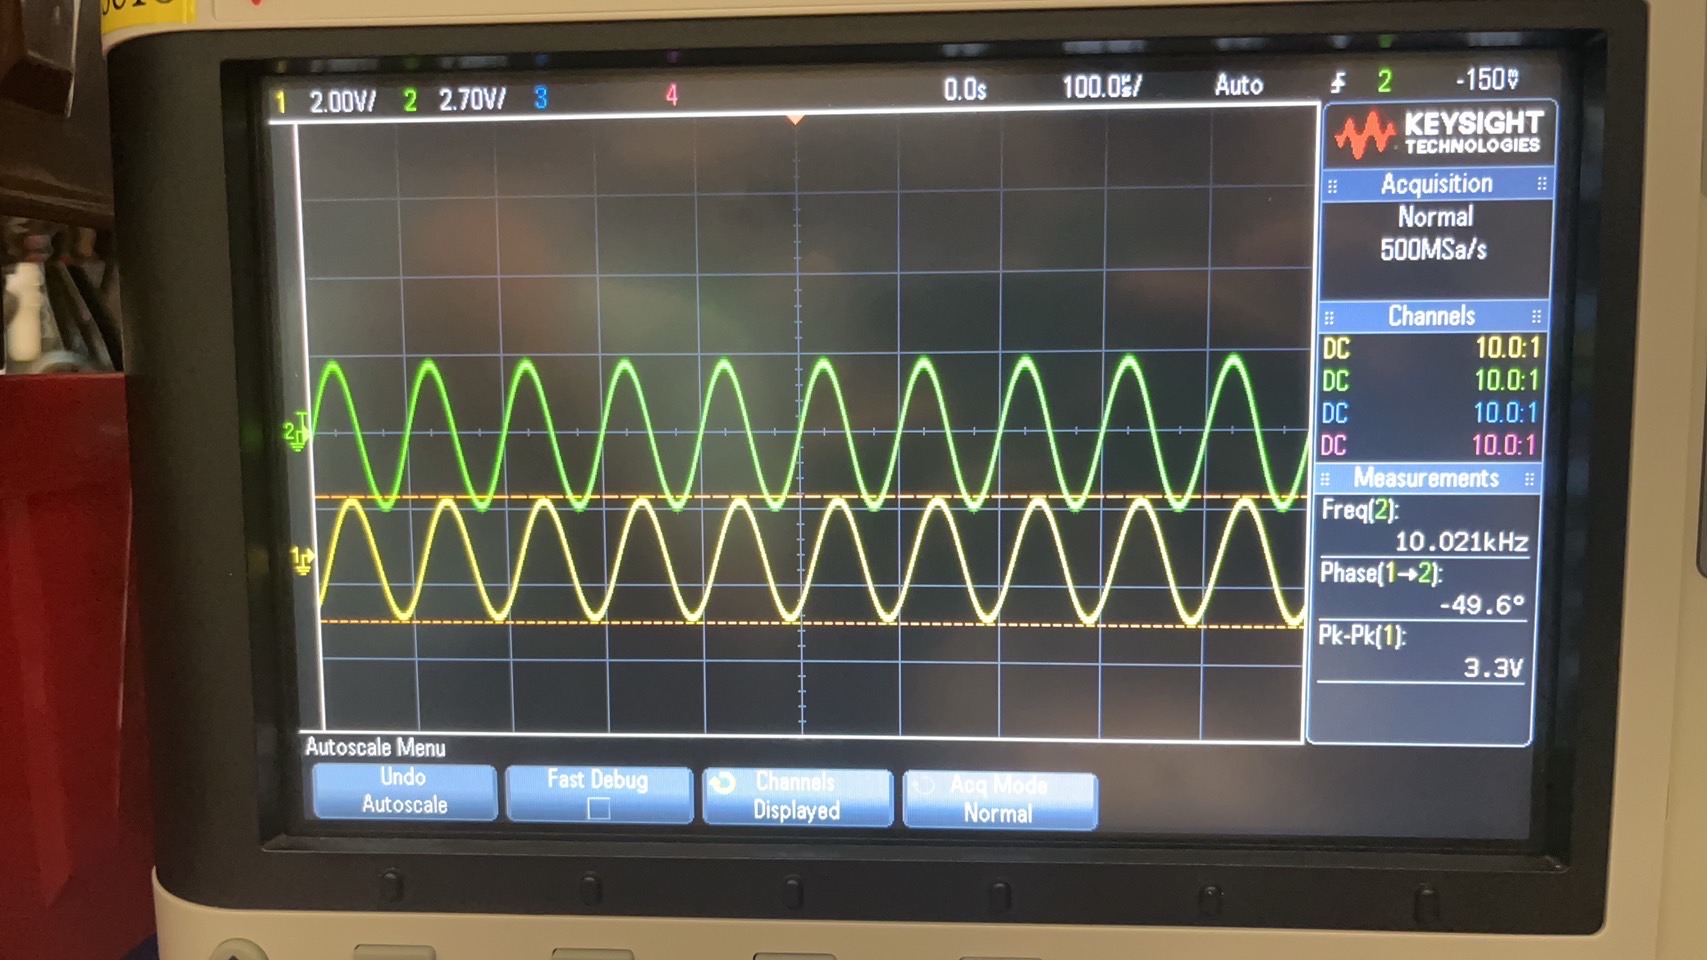 1 2.00V/ 2 2.70V/ 3 4 0.0s 100.0µs/ Auto 2 -150mV
KEYSIGHT
TECHNOLOGIES
Acquisition
Normal
500MSa/s
Channels
DC 10.0:1
DC 10.0:1
DC 10.0:1
DC 10.0:1
Measurements
Freq(2):
10.021kHz
Phase(1→2):
-49.6°
Pk-Pk(1):
3.3V
T
2
1
Autoscale Menu
Undo
Autoscale
Fast Debug
Channels
Displayed
Acq Mode
Normal